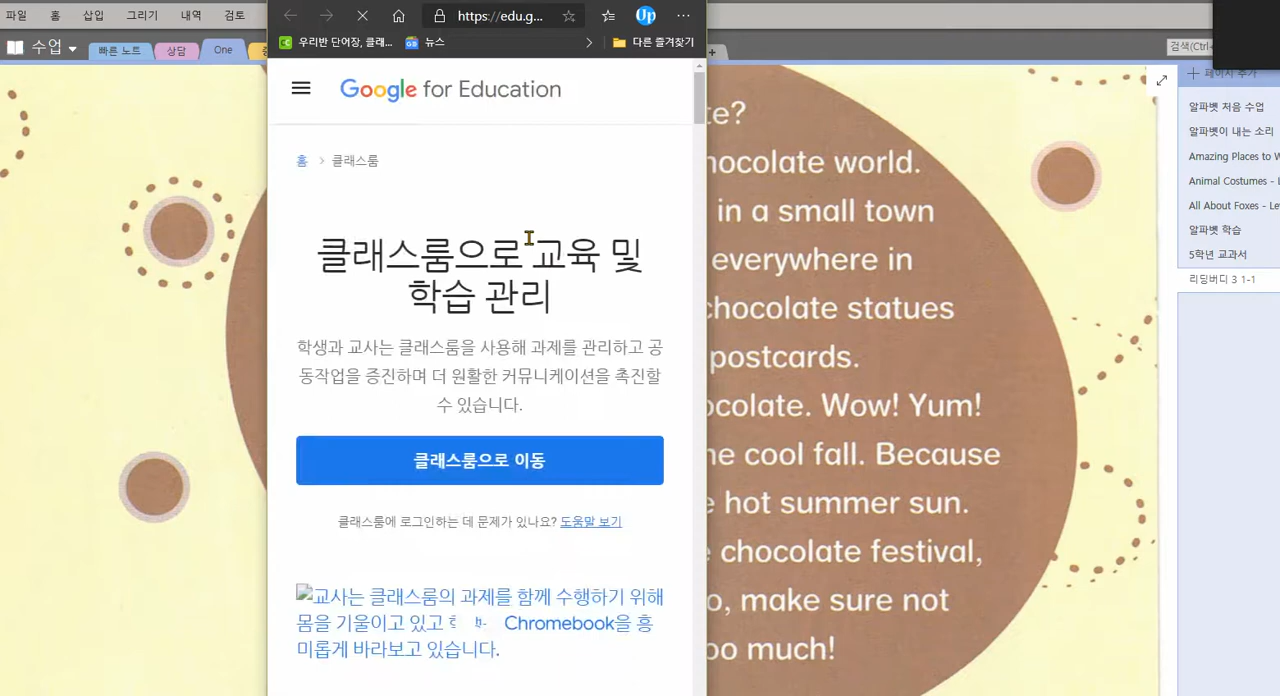 파일 홈 삽입 그리기 내역 검토
수업
빠른 노트 상담 One
검색(Ctrl+
https://edu.g...
우리반 단어장, 클래...
뉴스
다른 즐겨찾기
Google for Education
홈 > 클래스룸
클래스룸으로 교육 및
학습 관리
학생과 교사는 클래스룸을 사용해 과제를 관리하고 공
동작업을 증진하며 더 원활한 커뮤니케이션을 촉진할
수 있습니다.
클래스룸으로 이동
클래스룸에 로그인하는 데 문제가 있나요? 도움말 보기
교사는 클래스룸의 과제를 함께 수행하기 위해
몸을 기울이고 있고 Chromebook을 흥
미롭게 바라보고 있습니다.
te?
hocolate world.
in a small town
everywhere in
chocolate statues
postcards.
ocolate. Wow! Yum!
he cool fall. Because
e hot summer sun.
e chocolate festival,
o, make sure not
oo much!
페이지 추가
알파벳 처음 수업
알파벳이 내는 소리
Amazing Places to W
Animal Costumes - L
All About Foxes - Le
알파벳 학습
5학년 교과서
리딩버디 3 1-1